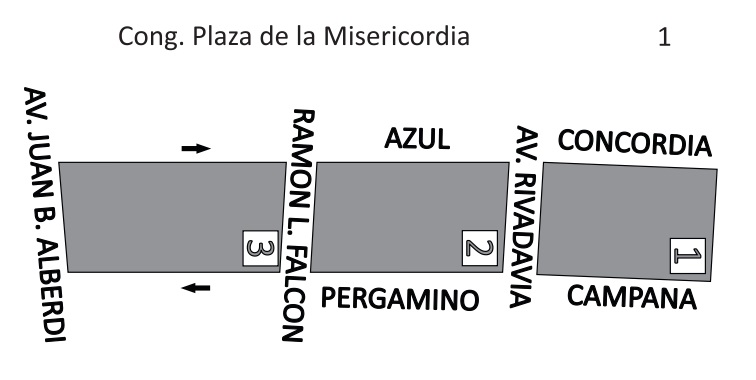 Cong. Plaza de la Misericordia 1
AV. JUAN B. ALBERDI
RAMON L. FALCON
AZUL
AV. RIVADAVIA
CONCORDIA
3
2
1
PERGAMINO
CAMPANA